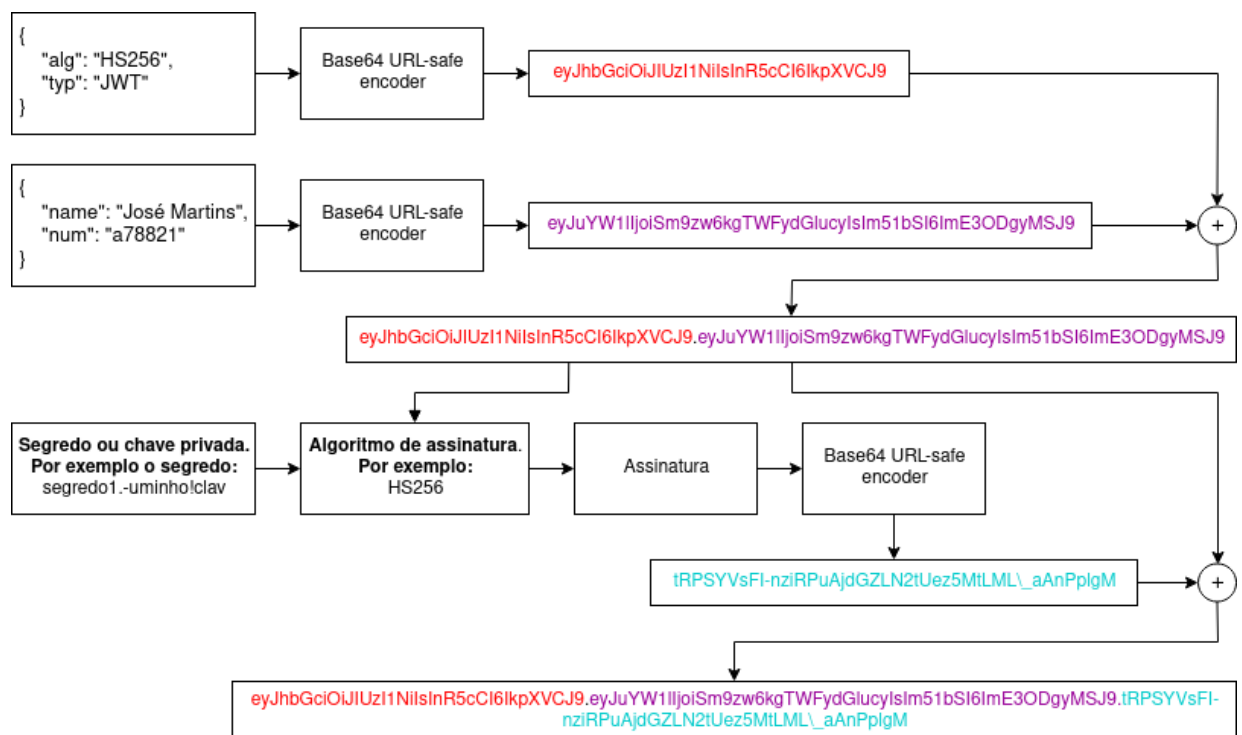 {
"alg": "HS256",
"typ": "JWT"
}
Base64 URL-safe
encoder
eyJhbGciOiJIUzI1NiIsInR5cCI6IkpXVCJ9
{
"name": "José Martins",
"num": "a78821"
}
Base64 URL-safe
encoder
eyJuYW1lIjoiSm9zw6kgTWFydGlucyIsIm51bSI6ImE3ODgyMSJ9
+
eyJhbGciOiJIUzI1NiIsInR5cCI6IkpXVCJ9.eyJuYW1lIjoiSm9zw6kgTWFydGlucyIsIm51bSI6ImE3ODgyMSJ9
Segredo ou chave privada.
Por exemplo o segredo:
segredo1.-uminho!clav
Algoritmo de assinatura.
Por exemplo:
HS256
Assinatura
Base64 URL-safe
encoder
tRPSYVsFI-nziRPuAjdGZLN2tUez5MtLML\_aAnPplgM
+
eyJhbGciOiJIUzI1NiIsInR5cCI6IkpXVCJ9.eyJuYW1lIjoiSm9zw6kgTWFydGlucyIsIm51bSI6ImE3ODgyMSJ9.tRPSYVsFI-
nziRPuAjdGZLN2tUez5MtLML\_aAnPplgM